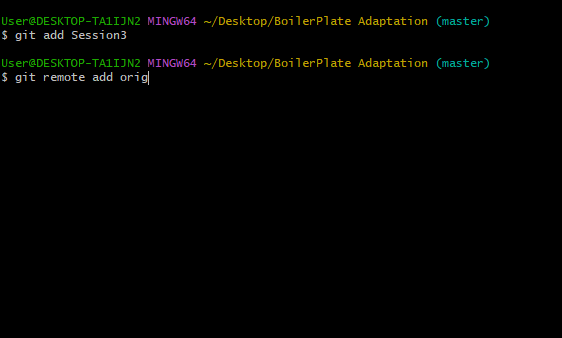 User@DESKTOP-TA1IJN2 MINGW64 ~/Desktop/BoilerPlate Adaptation (master)
$ git add Session3
User@DESKTOP-TA1IJN2 MINGW64 ~/Desktop/BoilerPlate Adaptation (master)
$ git remote add orig